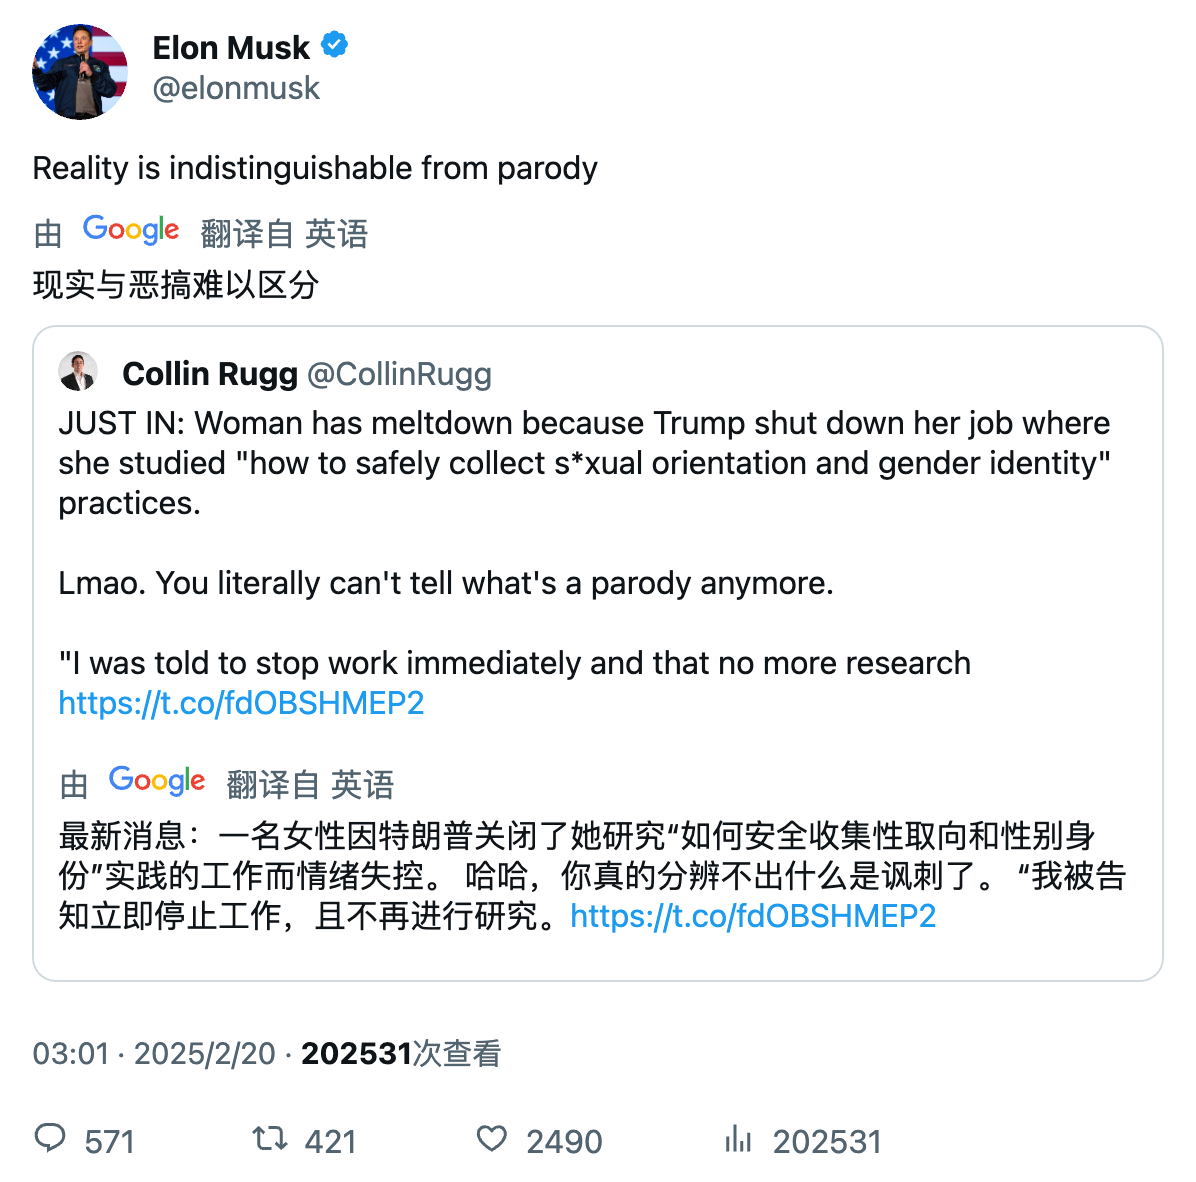 Elon Musk
@elonmusk
Reality is indistinguishable from parody
由 Google 翻译自 英语
现实与恶搞难以区分
Collin Rugg @CollinRugg
JUST IN: Woman has meltdown because Trump shut down her job where
she studied "how to safely collect s*xual orientation and gender identity"
practices.
Lmao. You literally can't tell what's a parody anymore.
"I was told to stop work immediately and that no more research
https://t.co/fdOBSHMEP2
由 Google 翻译自 英语
最新消息：一名女性因特朗普关闭了她研究“如何安全收集性取向和性别身
份”实践的工作而情绪失控。 哈哈，你真的分辨不出什么是讽刺了。 “我被告
知立即停止工作，且不再进行研究。https://t.co/fdOBSHMEP2
03:01 · 2025/2/20 · 202531次查看
571 421 2490 202531